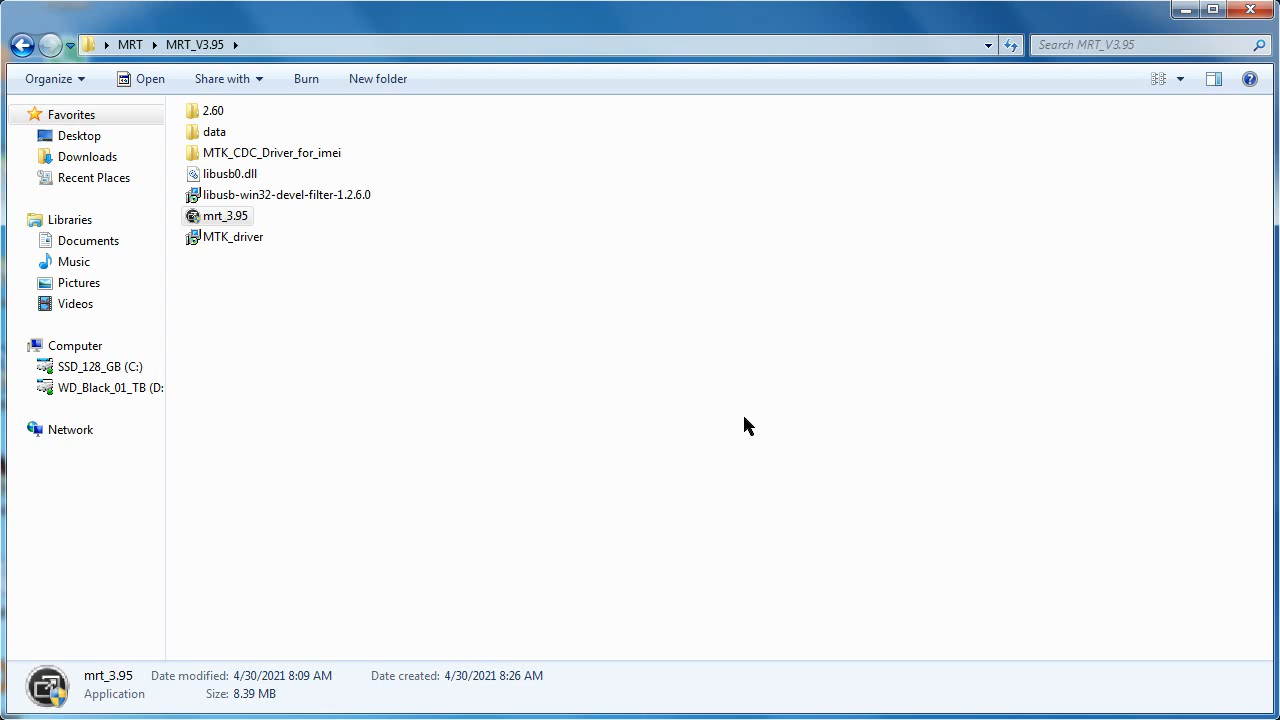 MRT MRT_V3.95
Search MRT_V3.95
Organize Open Share with Burn New folder
Favorites
Desktop
Downloads
Recent Places
Libraries
Documents
Music
Pictures
Videos
Computer
SSD_128_GB (C:)
WD_Black_01_TB (D:
Network
2.60
data
MTK_CDC_Driver_for_imei
libusb0.dll
libusb-win32-devel-filter-1.2.6.0
mrt_3.95
MTK_driver
mrt_3.95 Date modified: 4/30/2021 8:09 AM Date created: 4/30/2021 8:26 AM
Application Size: 8.39 MB